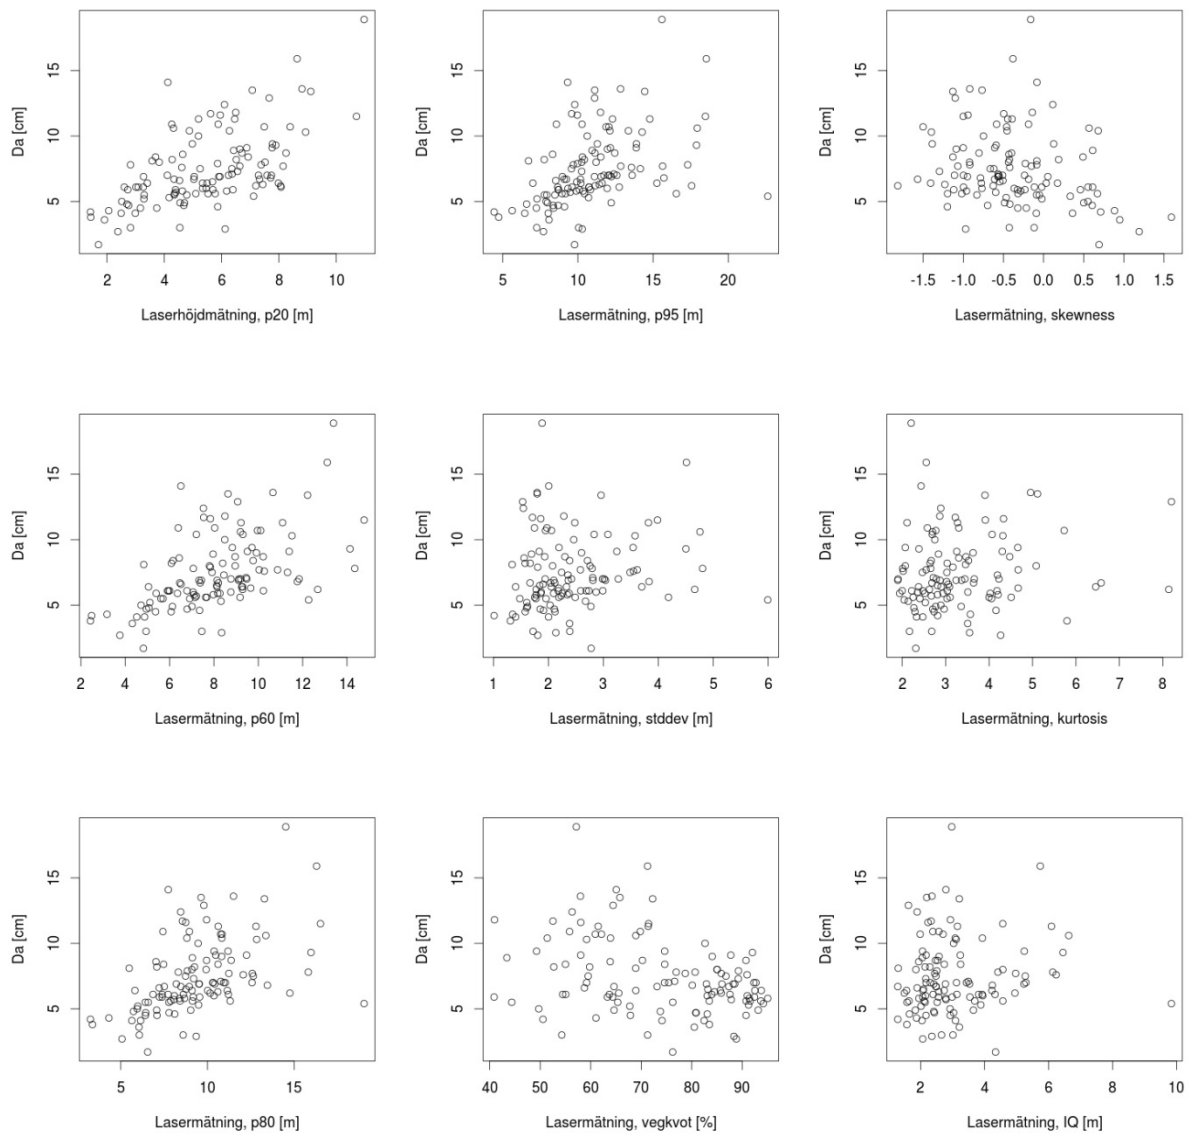 Da [cm]
15
10
5
2 4 6 8 10
Laserhöjdmätning, p20 [m]
Da [cm]
15
10
5
5 10 15 20
Lasermätning, p95 [m]
Da [cm]
15
10
5
-1.5 -1.0 -0.5 0.0 0.5 1.0 1.5
Lasermätning, skewness
Da [cm]
15
10
5
2 4 6 8 10 12 14
Lasermätning, p60 [m]
Da [cm]
15
10
5
1 2 3 4 5 6
Lasermätning, stddev [m]
Da [cm]
15
10
5
2 3 4 5 6 7 8
Lasermätning, kurtosis
Da [cm]
15
10
5
5 10 15
Lasermätning, p80 [m]
Da [cm]
15
10
5
40 50 60 70 80 90
Lasermätning, vegkvot [%]
Da [cm]
15
10
5
2 4 6 8 10
Lasermätning, IQ [m]